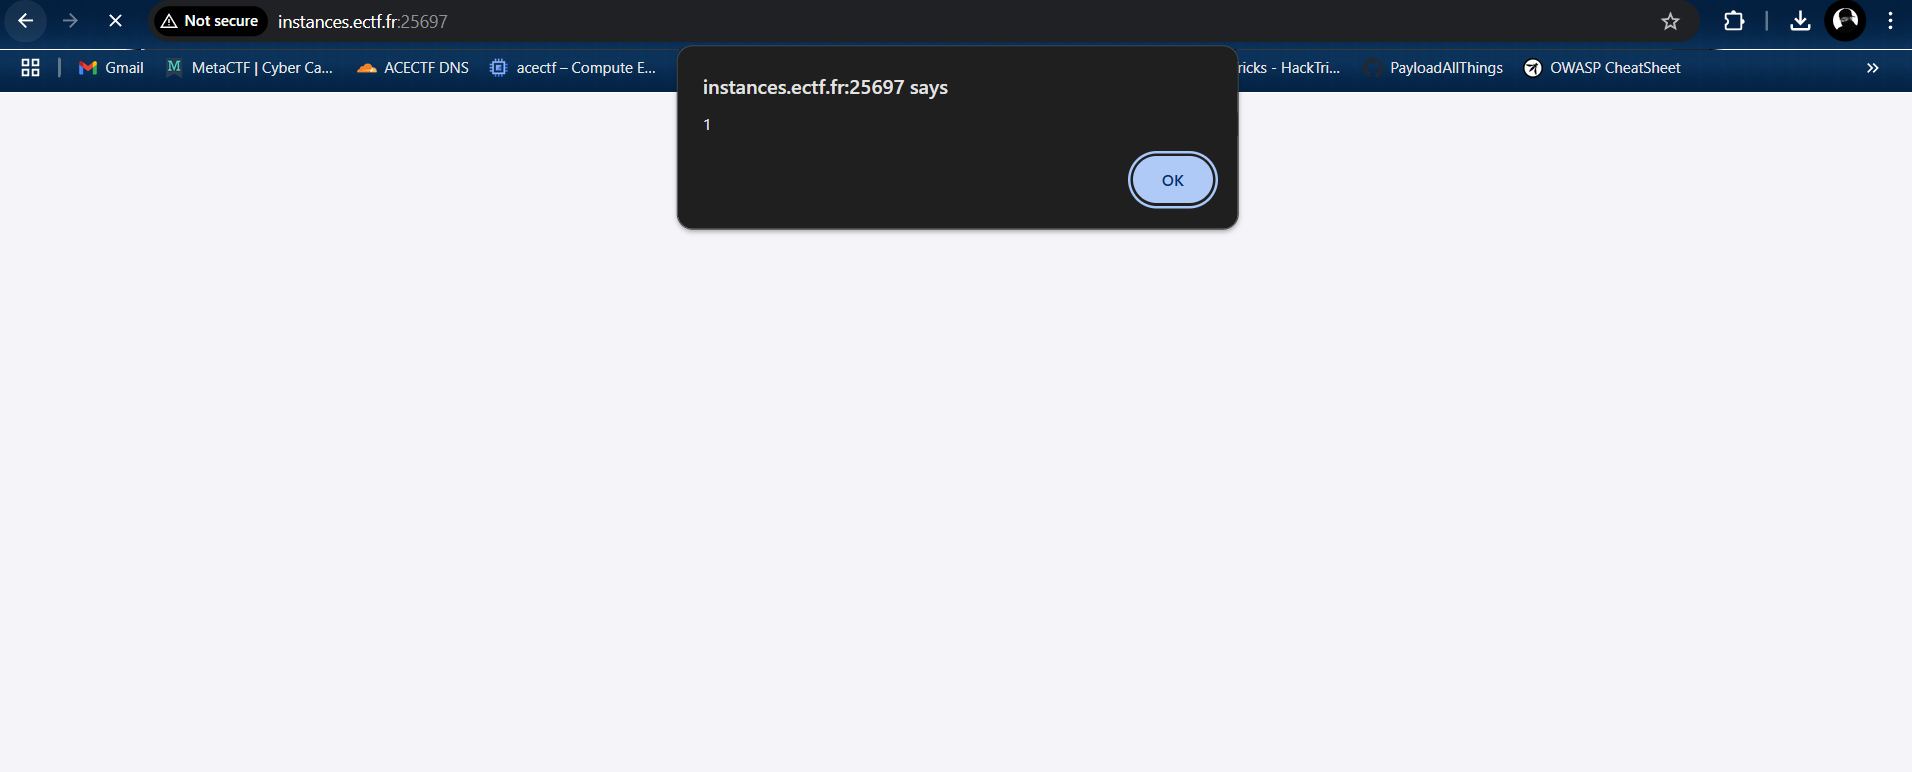 Not secure instances.ectf.fr:25697
Gmail MetaCTF | Cyber Ca... ACECTF DNS acectf – Compute E... ricks - HackTri... PayloadAllThings OWASP CheatSheet »
instances.ectf.fr:25697 says
1
OK